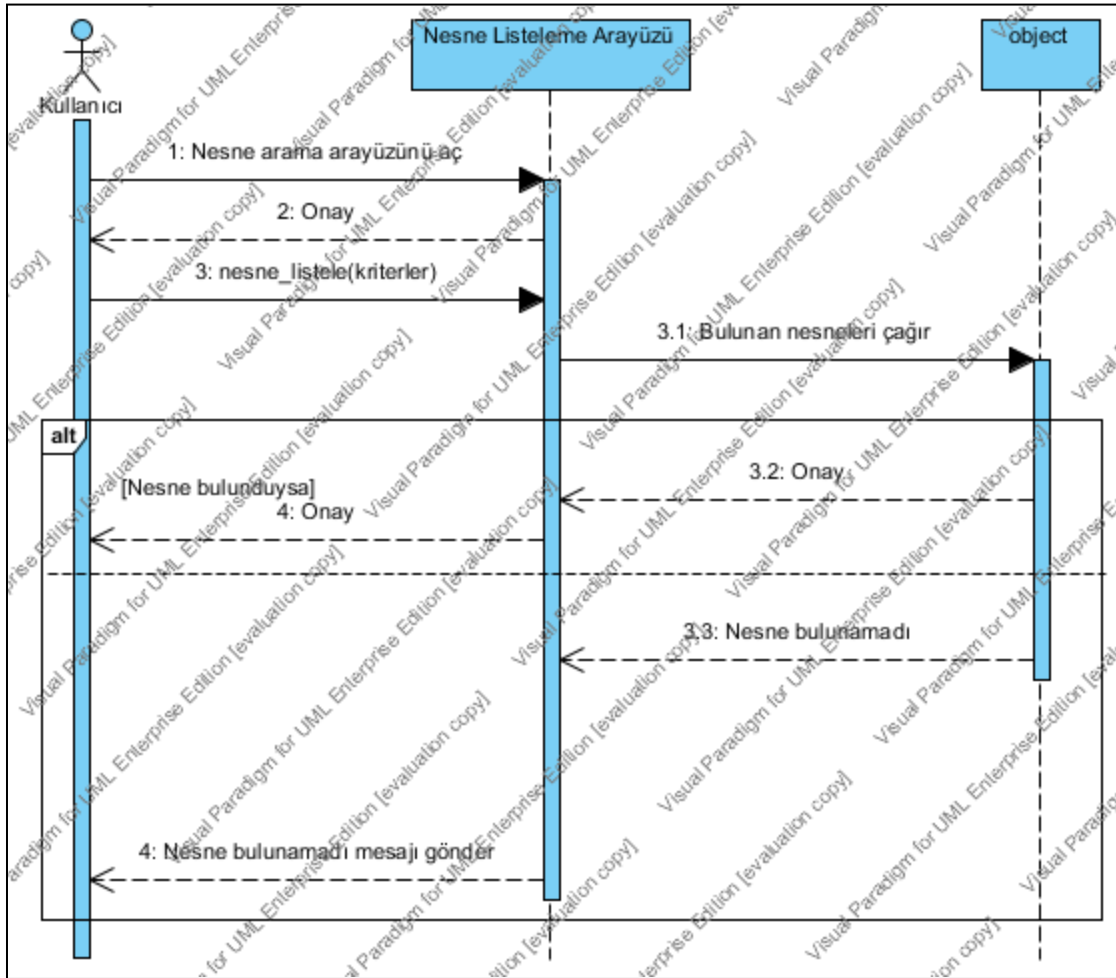 Nesne Listeleme Arayüzü
object
Kullanıcı
1: Nesne arama arayüzünü aç
2: Onay
3: nesne_listele(kriterler)
3.1: Bulunan nesneleri çağır
alt
3.2: Onay
[Nesne bulunduysa]
4: Onay
3.3: Nesne bulunamadı
4: Nesne bulunamadı mesajı gönder
Visual Paradigm for UML Enterprise Edition [evaluation copy]